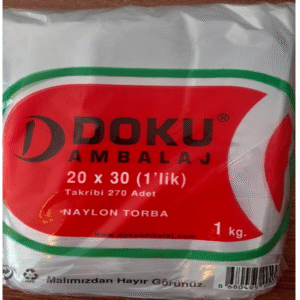 DOKU®
AMBALAJ
20 x 30 (1'lik)
Takribi 270 Adet
NAYLON TORBA
1 kg.
Malımızdan Hayır Görünüz.